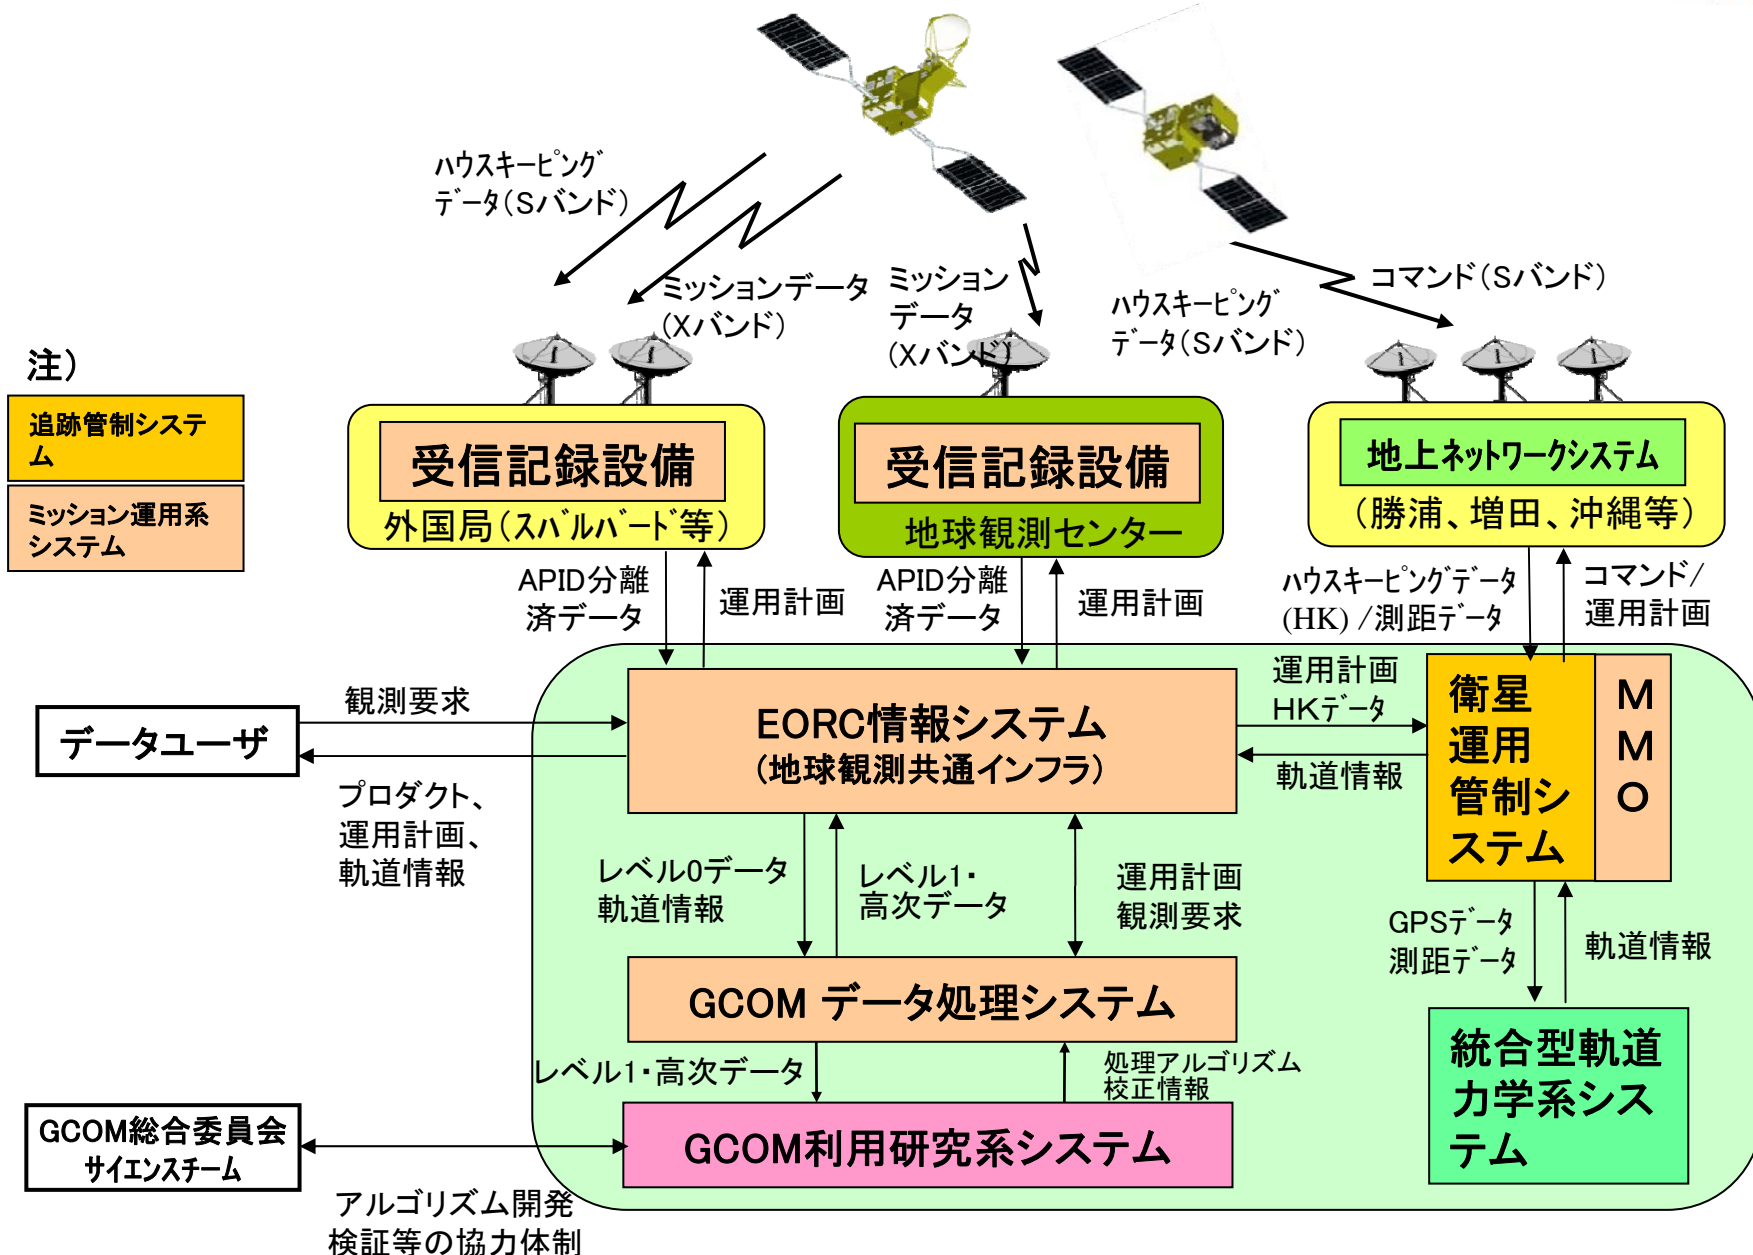 ハウスキーピング
データ(Sバンド)
ミッションデータ
(Xバンド)
ミッション
データ
(Xバンド)
ハウスキーピング
データ(Sバンド)
コマンド(Sバンド)
注)
追跡管制システ
ム
ミッション運用系
システム
受信記録設備
外国局(スバルバード等)
受信記録設備
地球観測センター
地上ネットワークシステム
(勝浦、増田、沖縄等)
APID分離
済データ
運用計画
APID分離
済データ
運用計画
ハウスキーピングデータ
(HK) /測距データ
コマンド/
運用計画
データユーザ
観測要求
プロダクト、
運用計画、
軌道情報
EORC情報システム
(地球観測共通インフラ)
運用計画
HKデータ
軌道情報
衛星
運用
管制シ
ステム
M
M
O
レベル0データ
軌道情報
レベル1・
高次データ
運用計画
観測要求
GPSデータ
測距データ
軌道情報
GCOM データ処理システム
レベル1・高次データ
処理アルゴリズム
校正情報
統合型軌道
力学系シス
テム
GCOM総合委員会
サイエンスチーム
GCOM利用研究系システム
アルゴリズム開発
検証等の協力体制